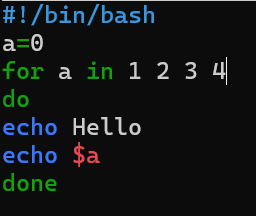 #!/bin/bash
a=0
for a in 1 2 3 4
do
echo Hello
echo $a
done